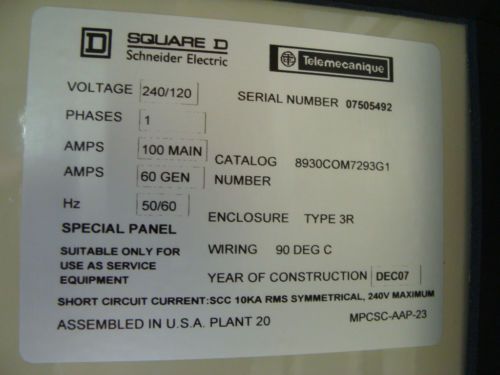 D SQUARE D Telemecanique
Schneider Electric
VOLTAGE 240/120 SERIAL NUMBER 07505492
PHASES 1
AMPS 100 MAIN CATALOG 8930COM7293G1
AMPS 60 GEN NUMBER
Hz 50/60 ENCLOSURE TYPE 3R
SPECIAL PANEL
SUITABLE ONLY FOR WIRING 90 DEG C
USE AS SERVICE
EQUIPMENT YEAR OF CONSTRUCTION DEC07
SHORT CIRCUIT CURRENT:SCC 10KA RMS SYMMETRICAL, 240V MAXIMUM
ASSEMBLED IN U.S.A. PLANT 20 MPCSC-AAP-23